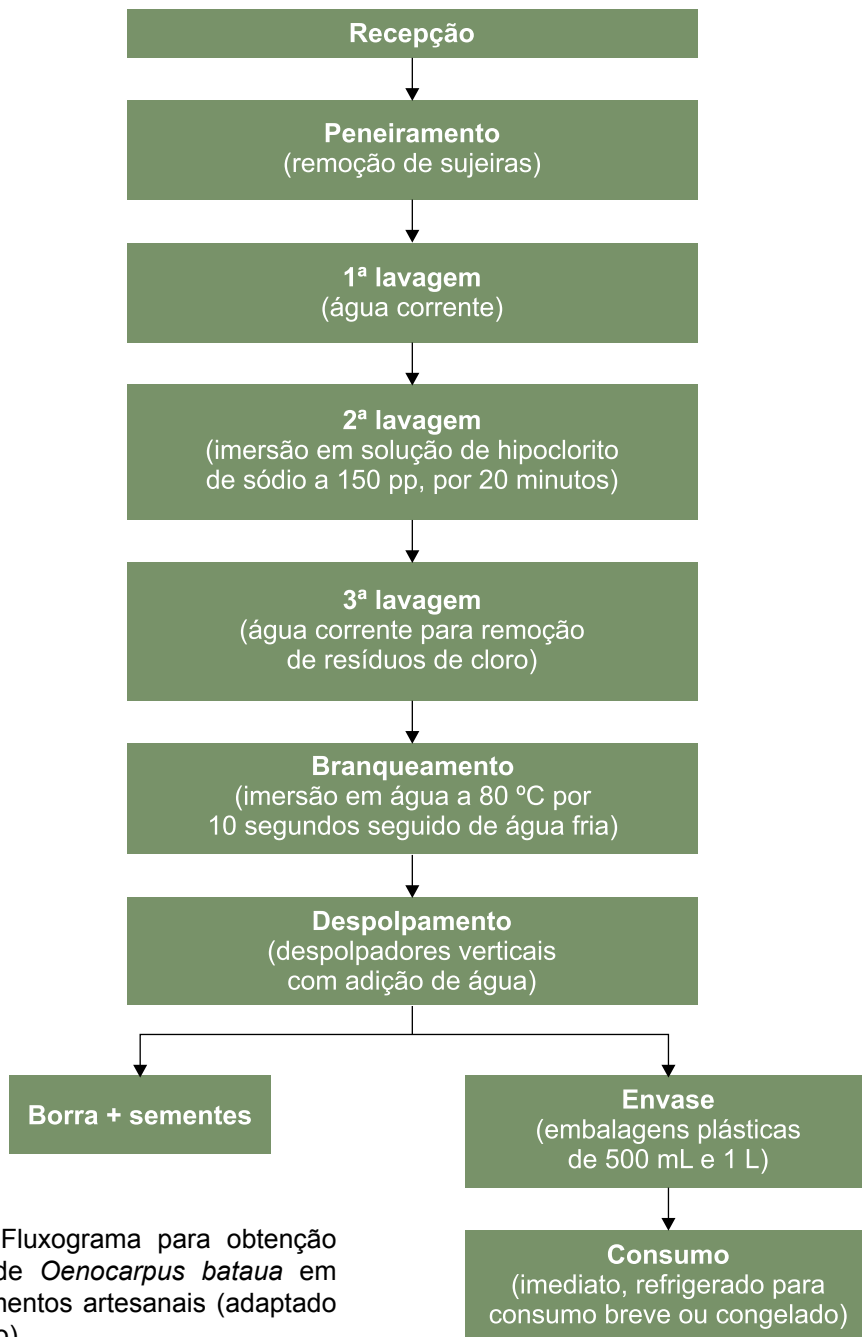 Recepção
Peneiramento
(remoção de sujeiras)
1ª lavagem
(água corrente)
2ª lavagem
(imersão em solução de hipoclorito
de sódio a 150 pp, por 20 minutos)
3ª lavagem
(água corrente para remoção
de resíduos de cloro)
Branqueamento
(imersão em água a 80 ºC por
10 segundos seguido de água fria)
Despolpamento
(despolpadores verticais
com adição de água)
Borra + sementes
Envase
(embalagens plásticas
de 500 mL e 1 L)
Consumo
(imediato, refrigerado para
consumo breve ou congelado)
Fluxograma para obtenção
de Oenocarpus bataua em
mentos artesanais (adaptado